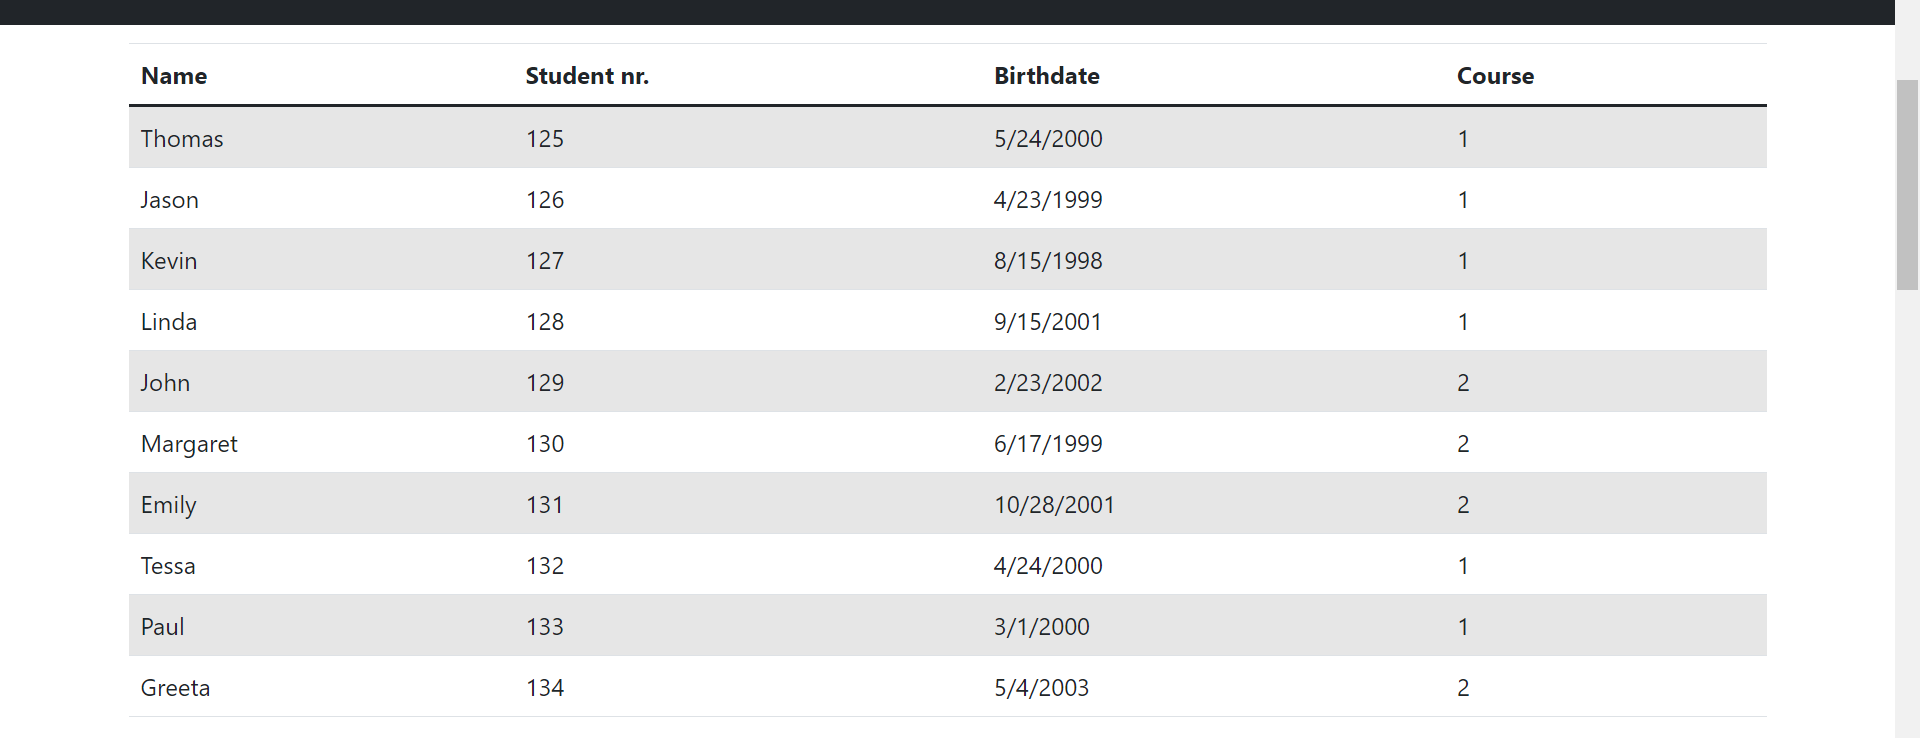 Name Student nr. Birthdate Course
Thomas 125 5/24/2000 1
Jason 126 4/23/1999 1
Kevin 127 8/15/1998 1
Linda 128 9/15/2001 1
John 129 2/23/2002 2
Margaret 130 6/17/1999 2
Emily 131 10/28/2001 2
Tessa 132 4/24/2000 1
Paul 133 3/1/2000 1
Greeta 134 5/4/2003 2